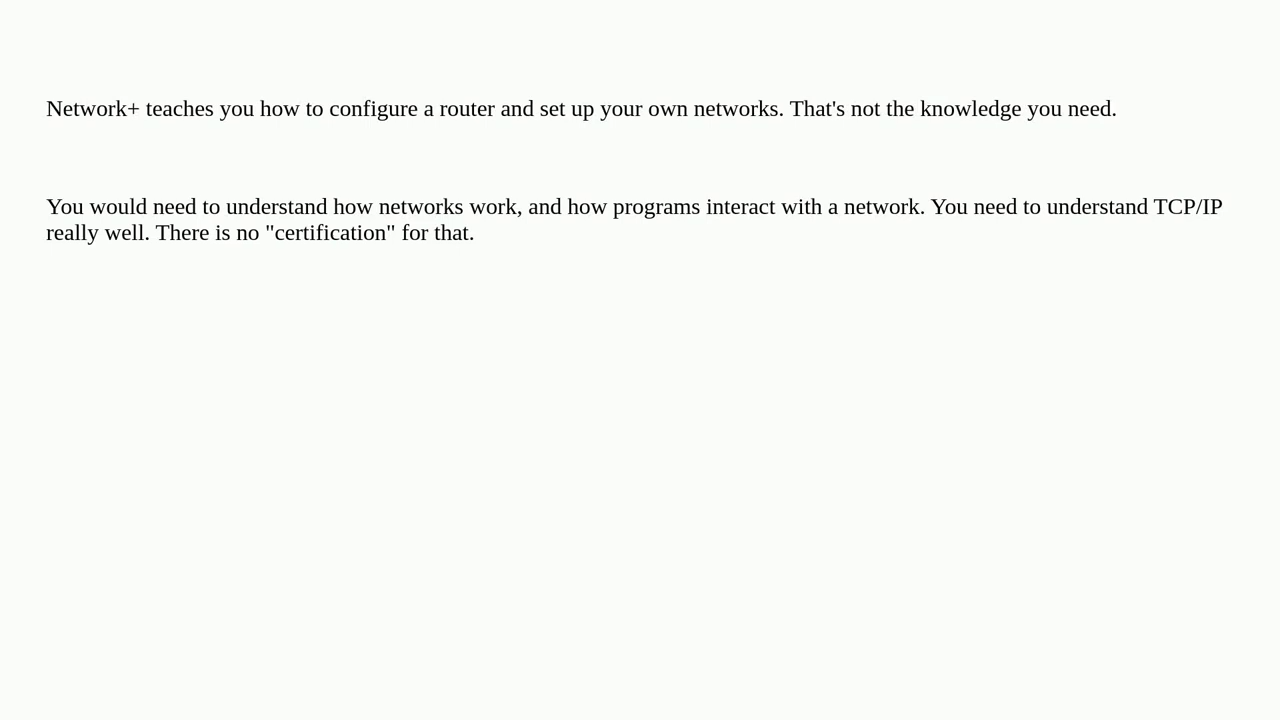 Network+ teaches you how to configure a router and set up your own networks. That's not the knowledge you need.
You would need to understand how networks work, and how programs interact with a network. You need to understand TCP/IP
really well. There is no "certification" for that.